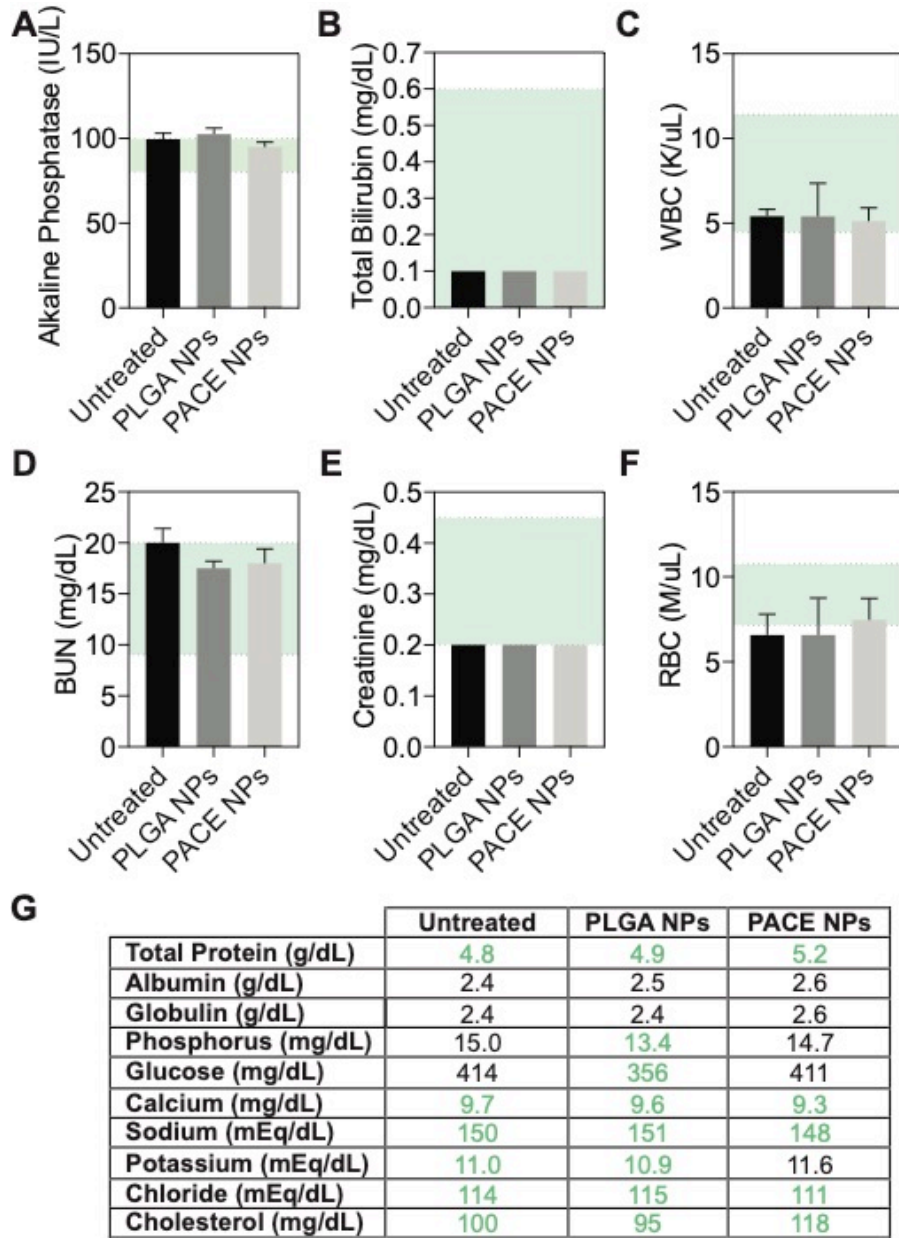 A
Alkaline Phosphatase (IU/L)
150
100
50
0
Untreated
PLGA NPs
PACE NPs
B
Total Bilirubin (mg/dL)
0.7
0.6
0.5
0.4
0.3
0.2
0.1
0.0
Untreated
PLGA NPs
PACE NPs
C
WBC (K/uL)
15
10
5
0
Untreated
PLGA NPs
PACE NPs
D
BUN (mg/dL)
25
20
15
10
5
0
Untreated
PLGA NPs
PACE NPs
E
Creatinine (mg/dL)
0.5
0.4
0.3
0.2
0.1
0.0
Untreated
PLGA NPs
PACE NPs
F
RBC (M/uL)
15
10
5
0
Untreated
PLGA NPs
PACE NPs
G
Untreated PLGA NPs PACE NPs
Total Protein (g/dL) 4.8 4.9 5.2
Albumin (g/dL) 2.4 2.5 2.6
Globulin (g/dL) 2.4 2.4 2.6
Phosphorus (mg/dL) 15.0 13.4 14.7
Glucose (mg/dL) 414 356 411
Calcium (mg/dL) 9.7 9.6 9.3
Sodium (mEq/dL) 150 151 148
Potassium (mEq/dL) 11.0 10.9 11.6
Chloride (mEq/dL) 114 115 111
Cholesterol (mg/dL) 100 95 118